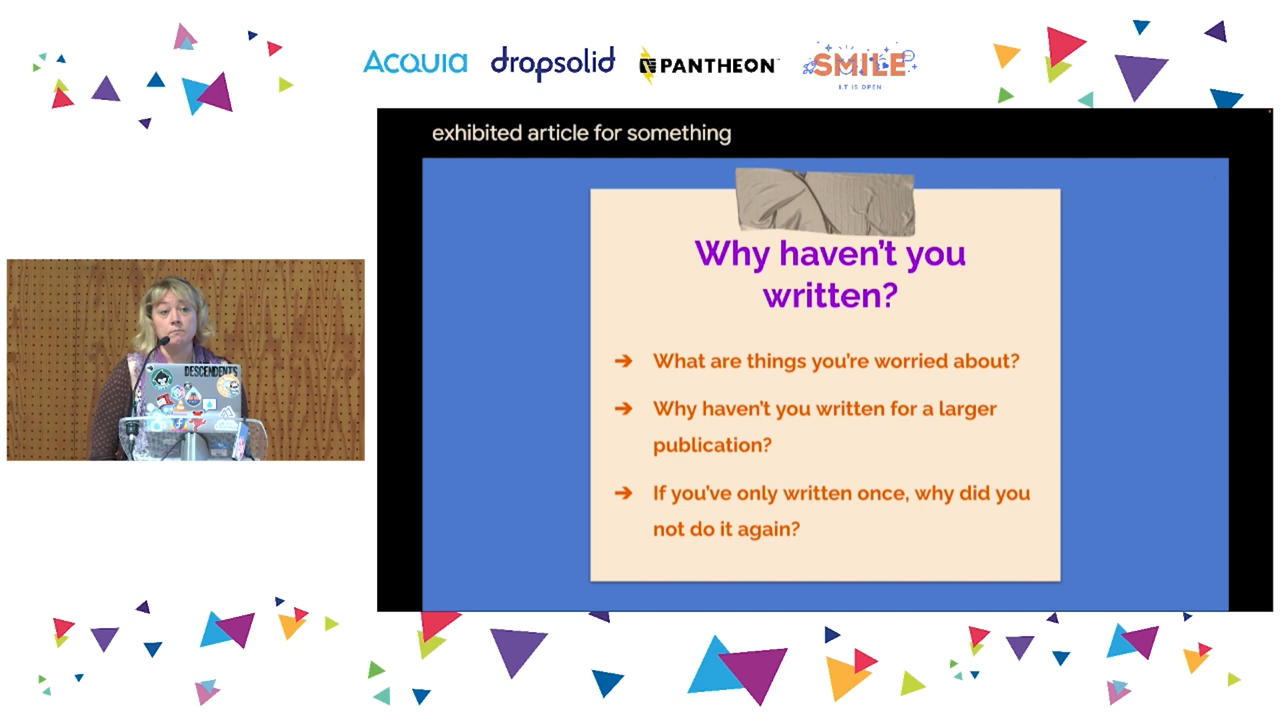 ACQUIA dropsolid PANTHEON SMILE
I.T IS OPEN
exhibited article for something
Why haven't you
written?
➔ What are things you're worried about?
➔ Why haven't you written for a larger
publication?
➔ If you've only written once, why did you
not do it again?
DESCENDENTS